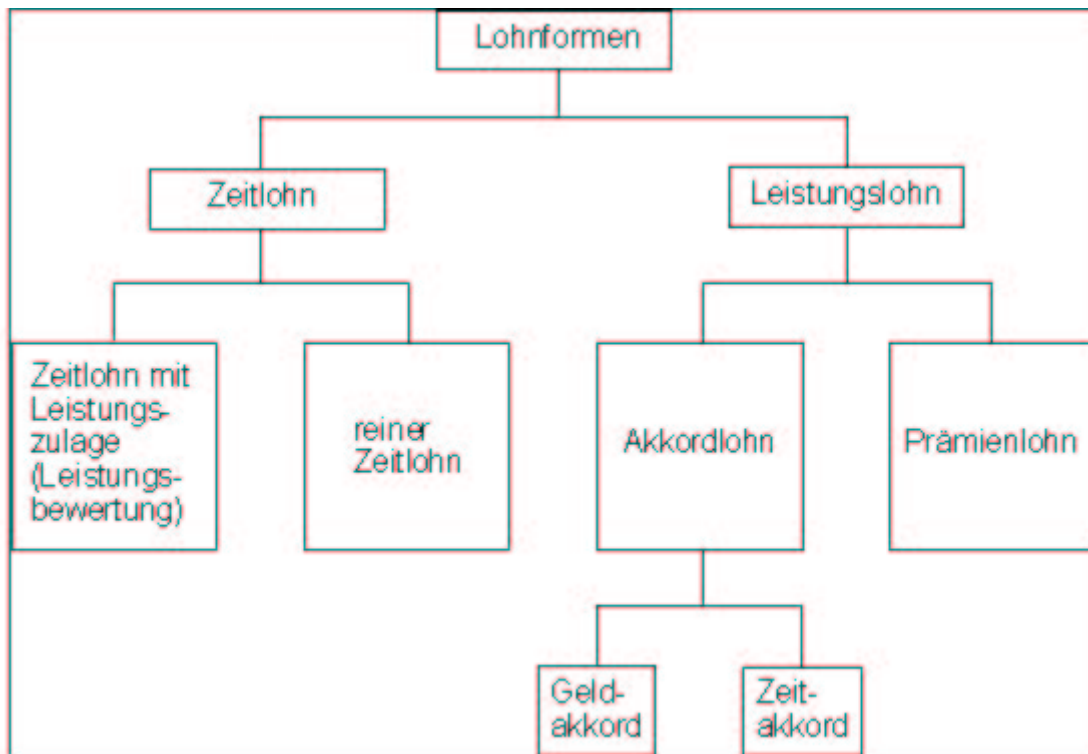 Lohnformen
Zeitlohn
Leistungslohn
Zeitlohn mit
Leistungs-
zulage
(Leistungs-
bewertung)
reiner
Zeitlohn
Akkordlohn
Prämienlohn
Geld-
akkord
Zeit-
akkord